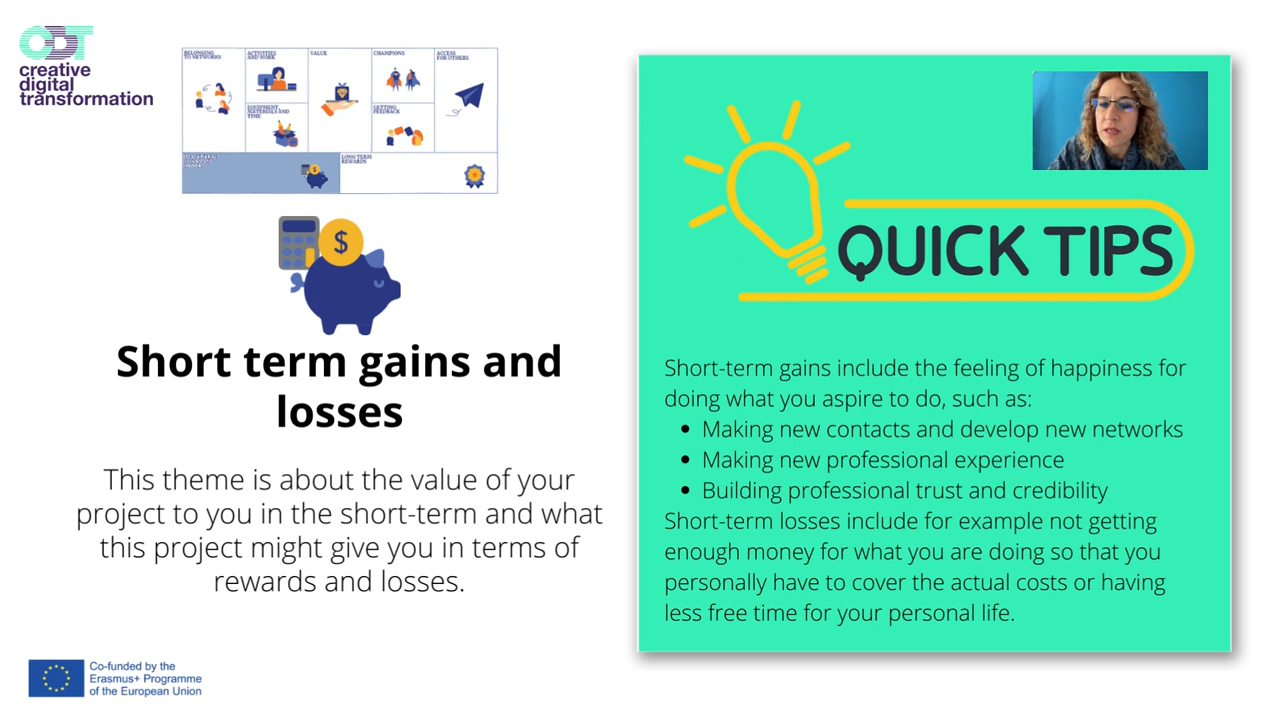 CDT
creative
digital
transformation
BELONGING
TO NETWORKS
ACTIVITIES
AND WORK
VALUE
CHAMPIONS
ACCESS
FOR OTHERS
EQUIPMENT,
MATERIALS AND
TIME
GETTING
FEEDBACK
LONG TERM
REWARDS
$
Short term gains and
losses
This theme is about the value of your
project to you in the short-term and what
this project might give you in terms of
rewards and losses.
Co-funded by the
Erasmus+ Programme
of the European Union
QUICK TIPS
Short-term gains include the feeling of happiness for
doing what you aspire to do, such as:
• Making new contacts and develop new networks
• Making new professional experience
• Building professional trust and credibility
Short-term losses include for example not getting
enough money for what you are doing so that you
personally have to cover the actual costs or having
less free time for your personal life.